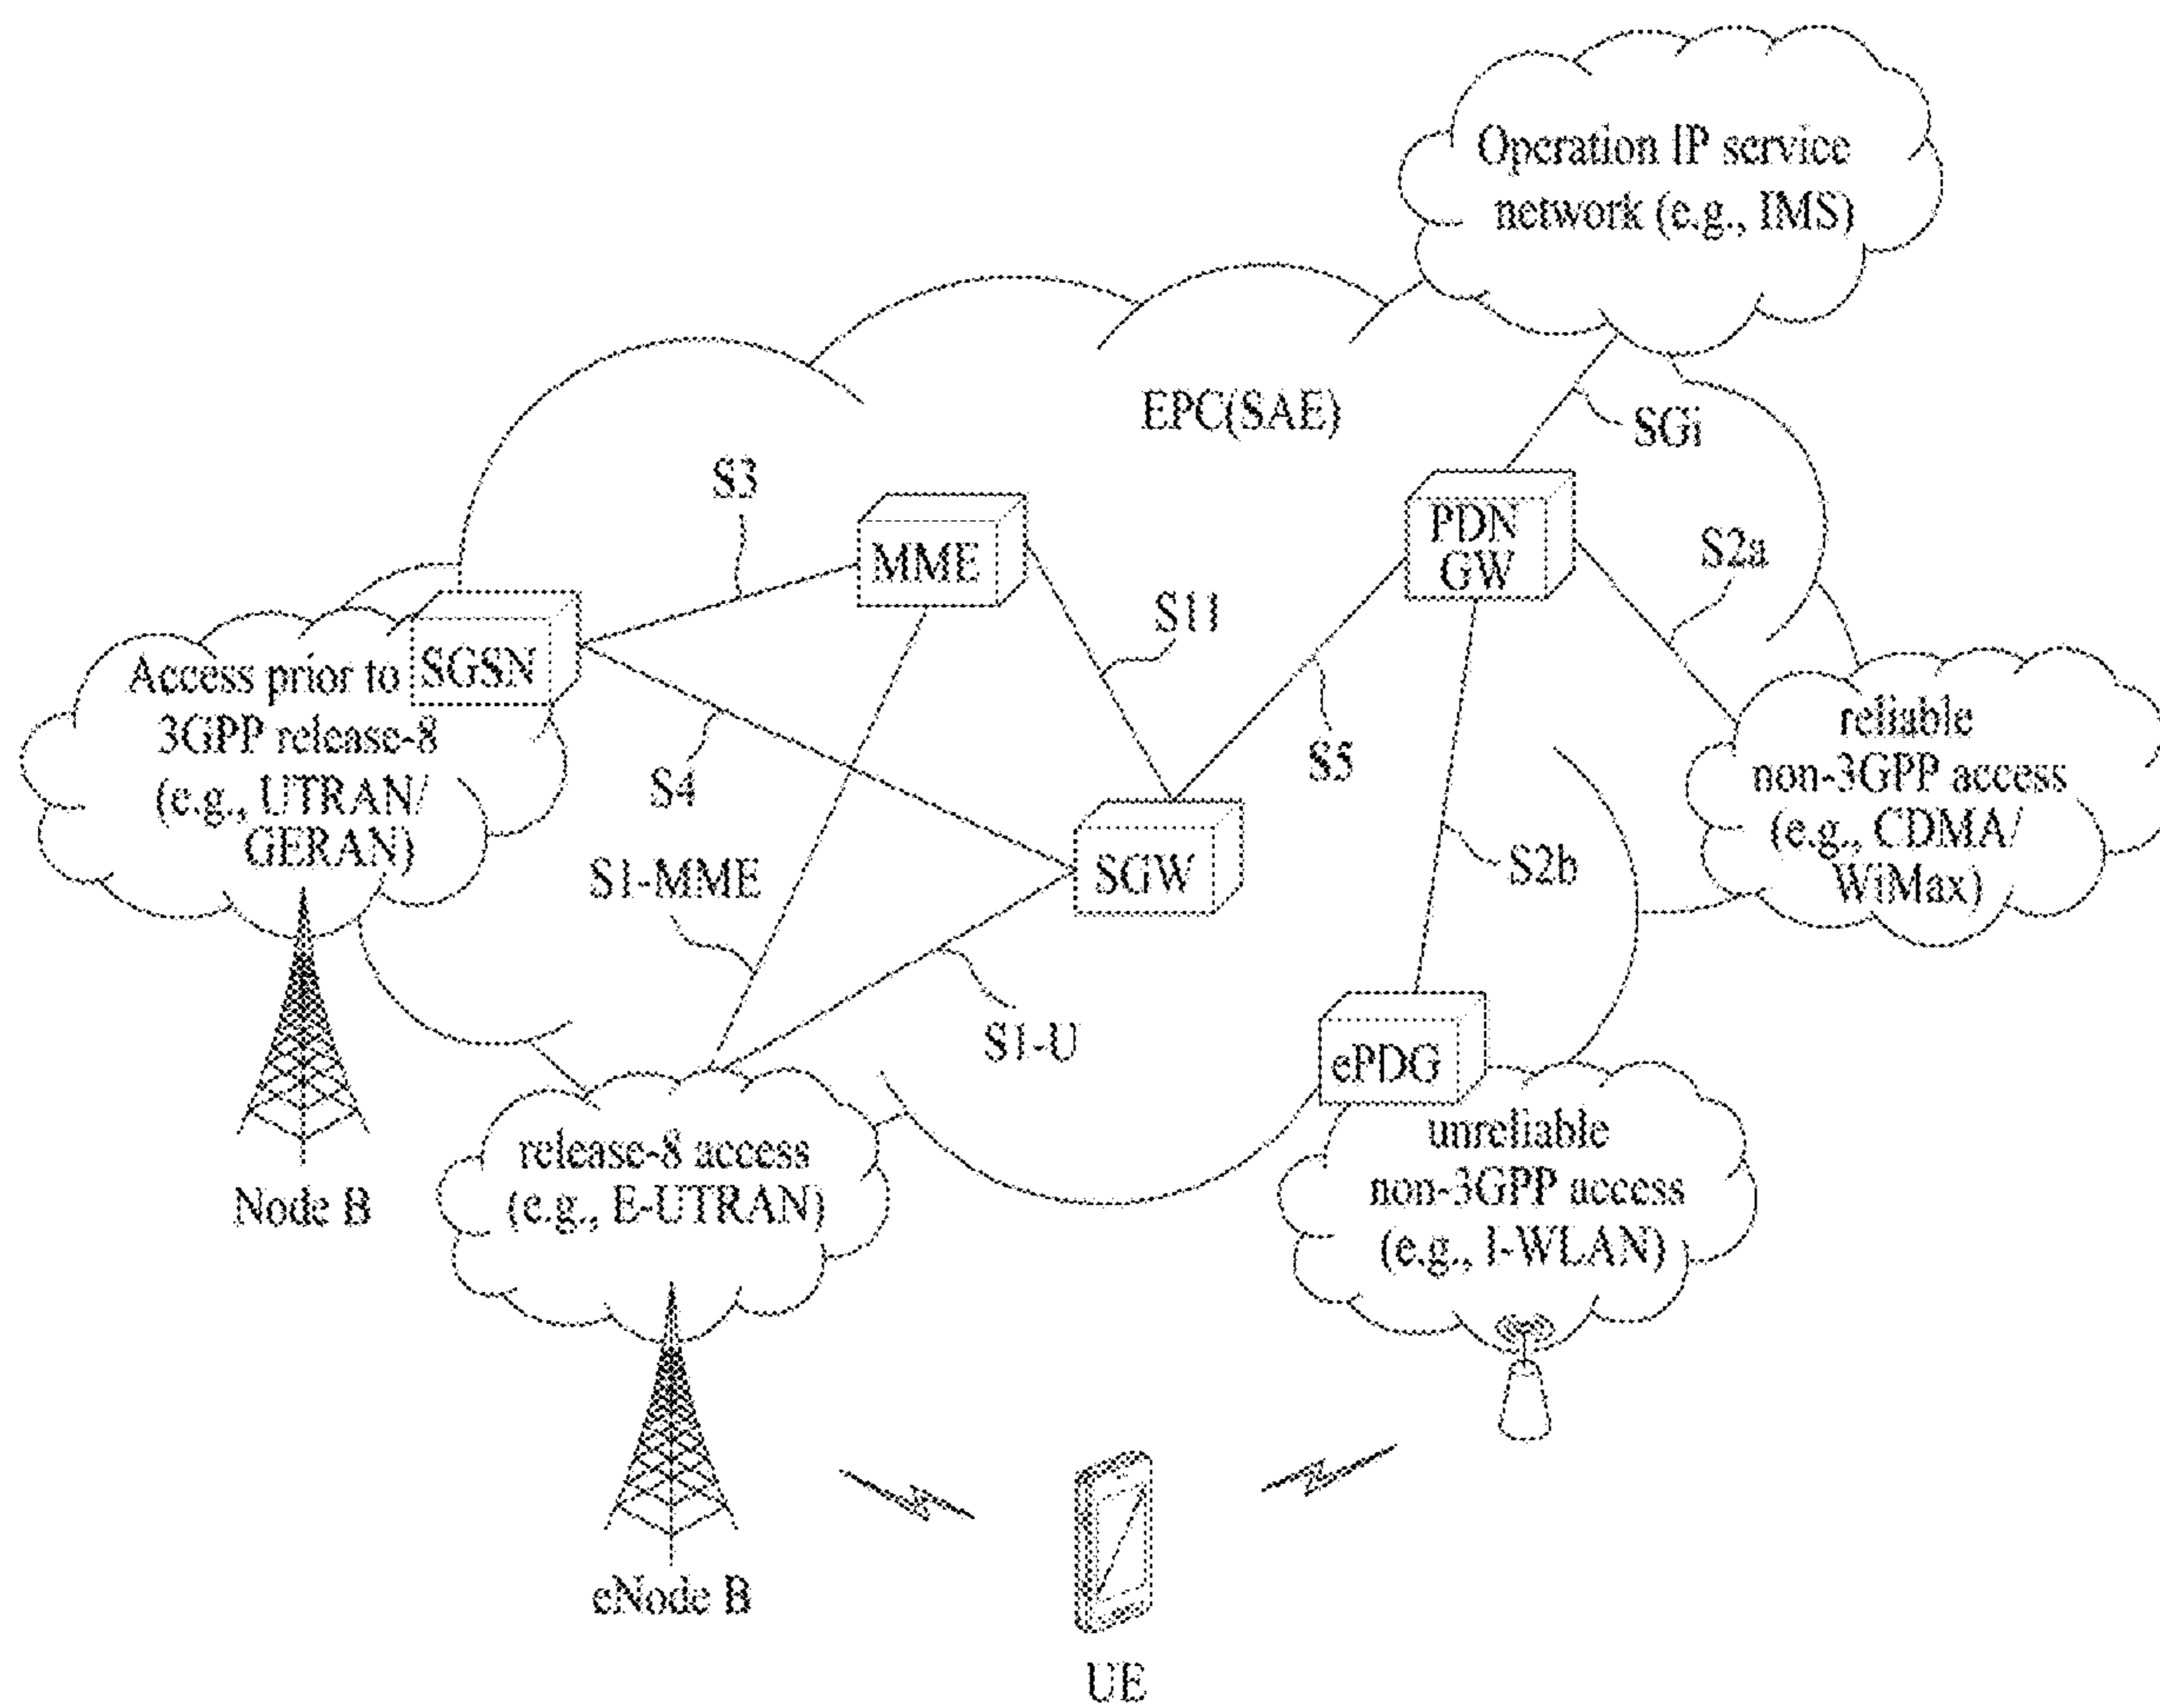 Operation IP service
network (e.g., IMS)
EPC(SAE)
SGi
S3
MME
PDN
GW
S2a
S11
SGSN
Access prior to
3GPP release-8
(e.g., UTRAN/
GERAN)
S4
S5
reliable
non-3GPP access
(e.g., CDMA/
WiMax)
S1-MME
SGW
S2b
S1-U
ePDG
unreliable
non-3GPP access
(e.g., I-WLAN)
release-8 access
(e.g., E-UTRAN)
Node B
eNode B
UE